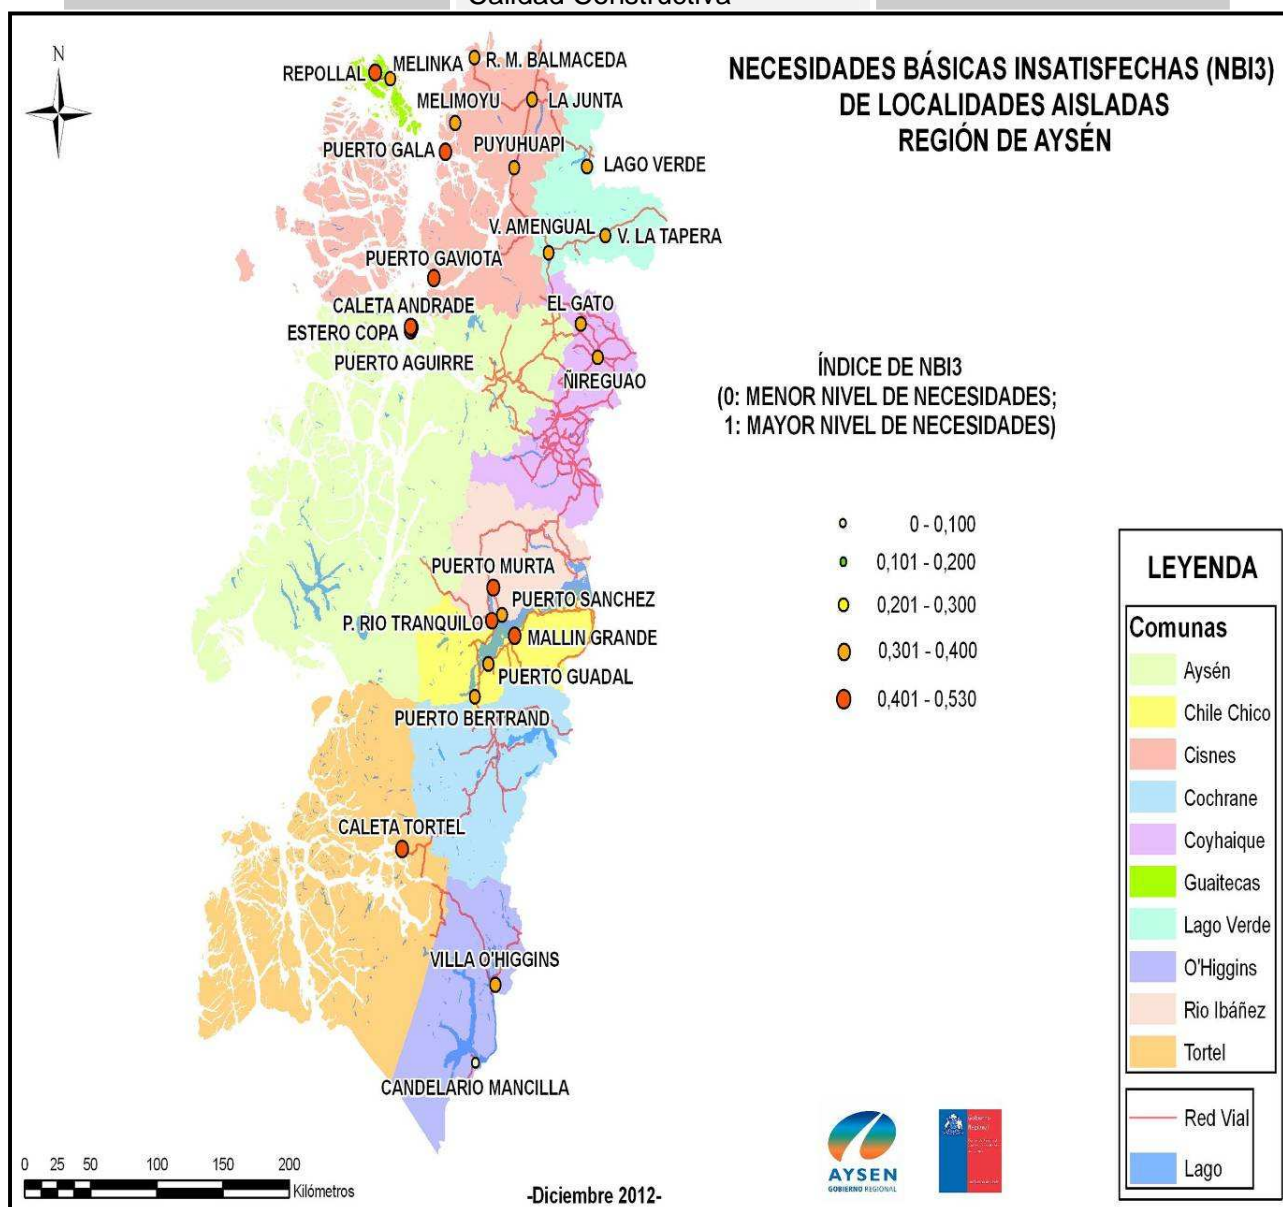 Calidad Constructiva
NECESIDADES BÁSICAS INSATISFECHAS (NBI3)
DE LOCALIDADES AISLADAS
REGIÓN DE AYSÉN
N
REPOLLAL
MELINKA
R. M. BALMACEDA
MELIMOYU
LA JUNTA
PUERTO GALA
PUYUHUAPI
LAGO VERDE
V. AMENGUAL
V. LA TAPERA
PUERTO GAVIOTA
CALETA ANDRADE
EL GATO
ESTERO COPA
PUERTO AGUIRRE
ÑIREGUAO
ÍNDICE DE NBI3
(0: MENOR NIVEL DE NECESIDADES;
1: MAYOR NIVEL DE NECESIDADES)
0 - 0,100
0,101 - 0,200
0,201 - 0,300
0,301 - 0,400
0,401 - 0,530
PUERTO MURTA
PUERTO SANCHEZ
P. RIO TRANQUILO
MALLIN GRANDE
PUERTO GUADAL
PUERTO BERTRAND
CALETA TORTEL
VILLA O'HIGGINS
CANDELARIO MANCILLA
LEYENDA
Comunas
Aysén
Chile Chico
Cisnes
Cochrane
Coyhaique
Guaitecas
Lago Verde
O'Higgins
Rio Ibáñez
Tortel
Red Vial
Lago
0 25 50 100 150 200
Kilómetros
-Diciembre 2012-
AYSEN
GOBIERNO REGIONAL
Gobierno
Regional